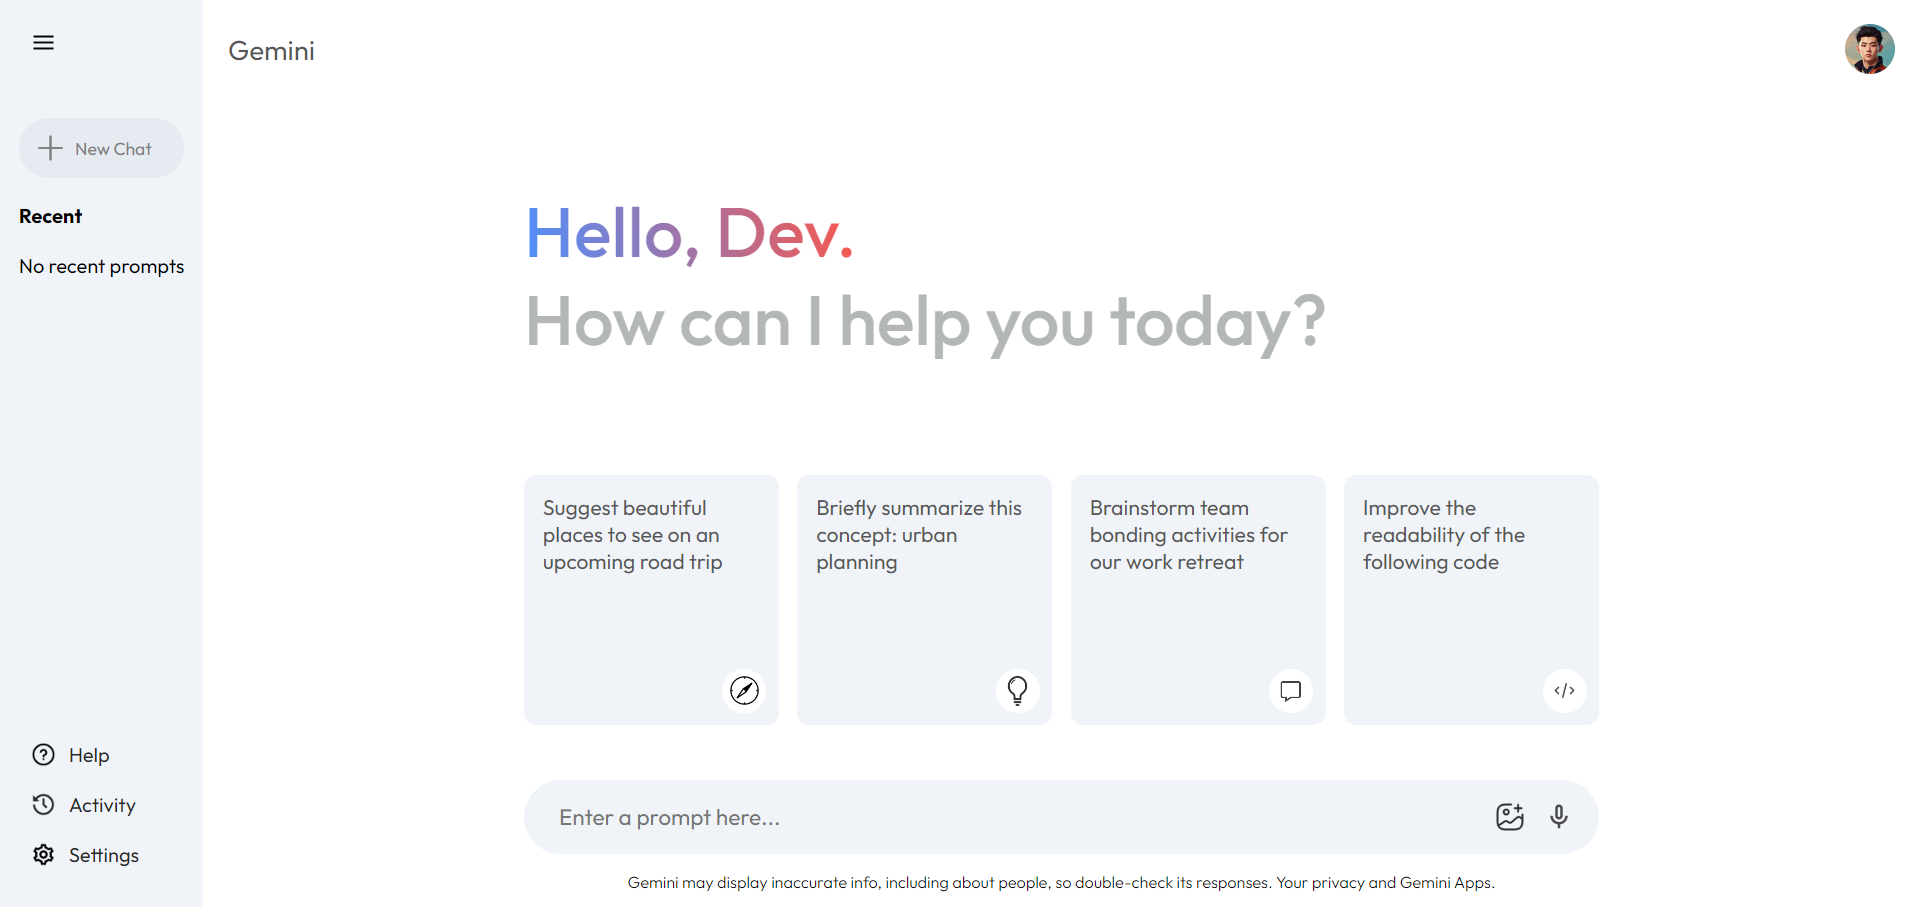 Gemini
New Chat
Recent
No recent prompts
Help
Activity
Settings
Hello, Dev.
How can I help you today?
Suggest beautiful
places to see on an
upcoming road trip
Briefly summarize this
concept: urban
planning
Brainstorm team
bonding activities for
our work retreat
Improve the
readability of the
following code
</>
Enter a prompt here...
Gemini may display inaccurate info, including about people, so double-check its responses. Your privacy and Gemini Apps.